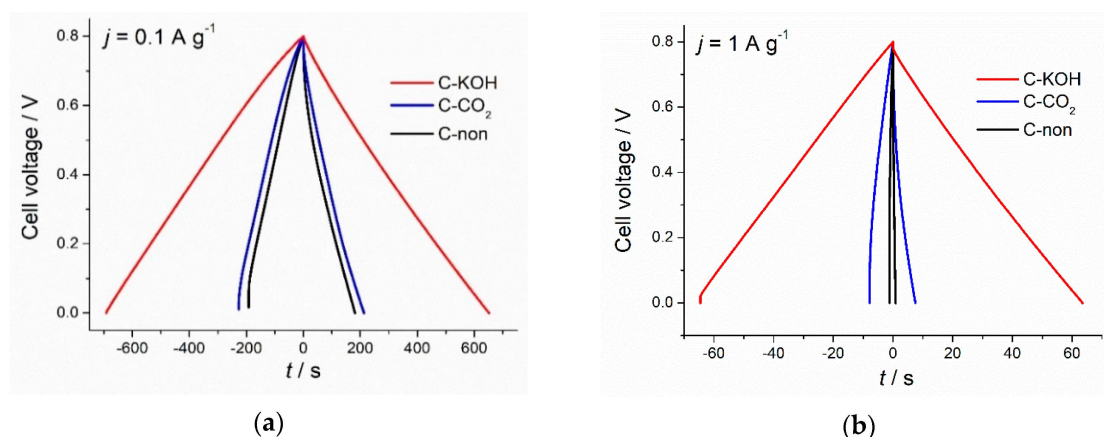 j = 0.1 A g⁻¹
C-KOH
C-CO₂
C-non
Cell voltage / V
0.8
0.6
0.4
0.2
0.0
-600 -400 -200 0 200 400 600
t / s
(a)
j = 1 A g⁻¹
C-KOH
C-CO₂
C-non
Cell voltage / V
0.8
0.6
0.4
0.2
0.0
-60 -40 -20 0 20 40 60
t / s
(b)